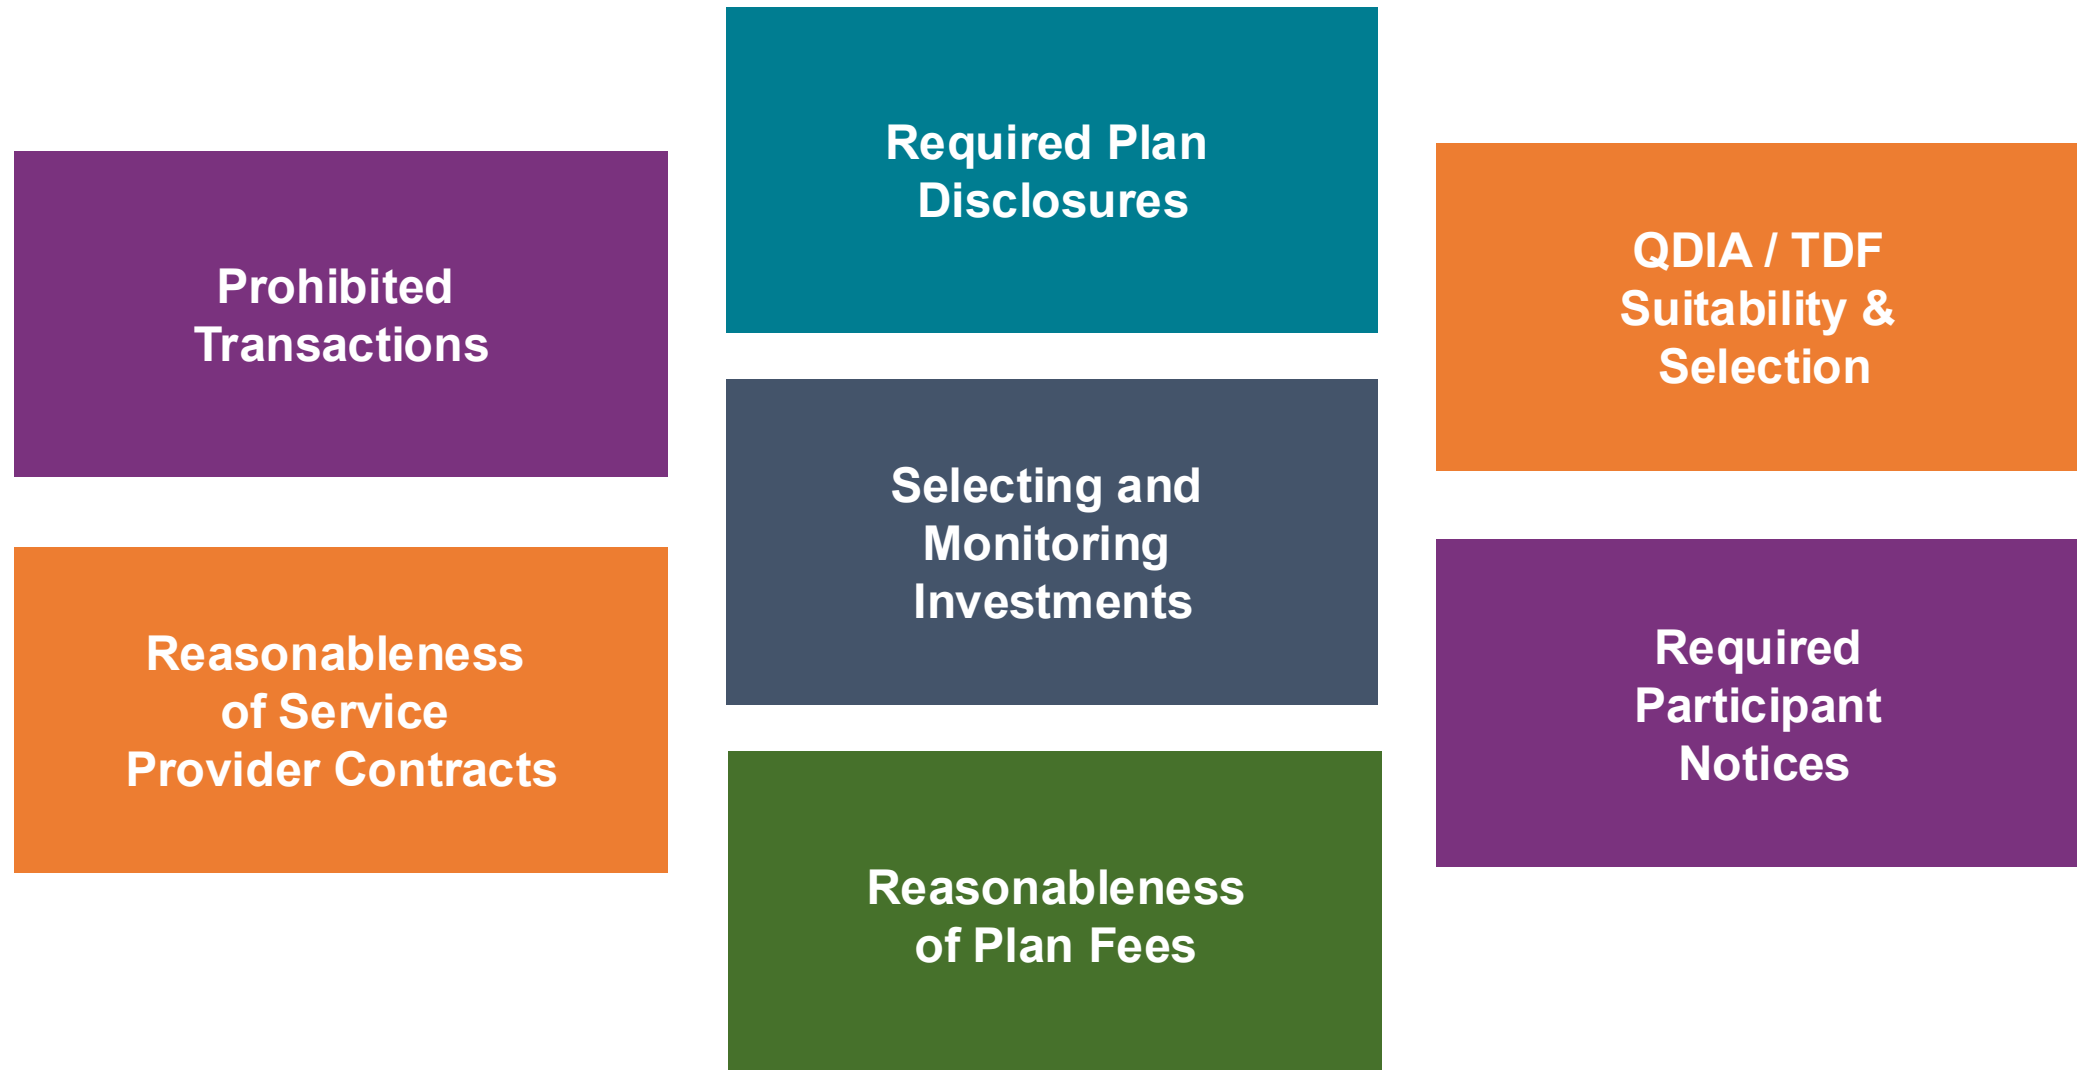 Prohibited
Transactions
Reasonableness
of Service
Provider Contracts
Required Plan
Disclosures
Selecting and
Monitoring
Investments
Reasonableness
of Plan Fees
QDIA / TDF
Suitability &
Selection
Required
Participant
Notices